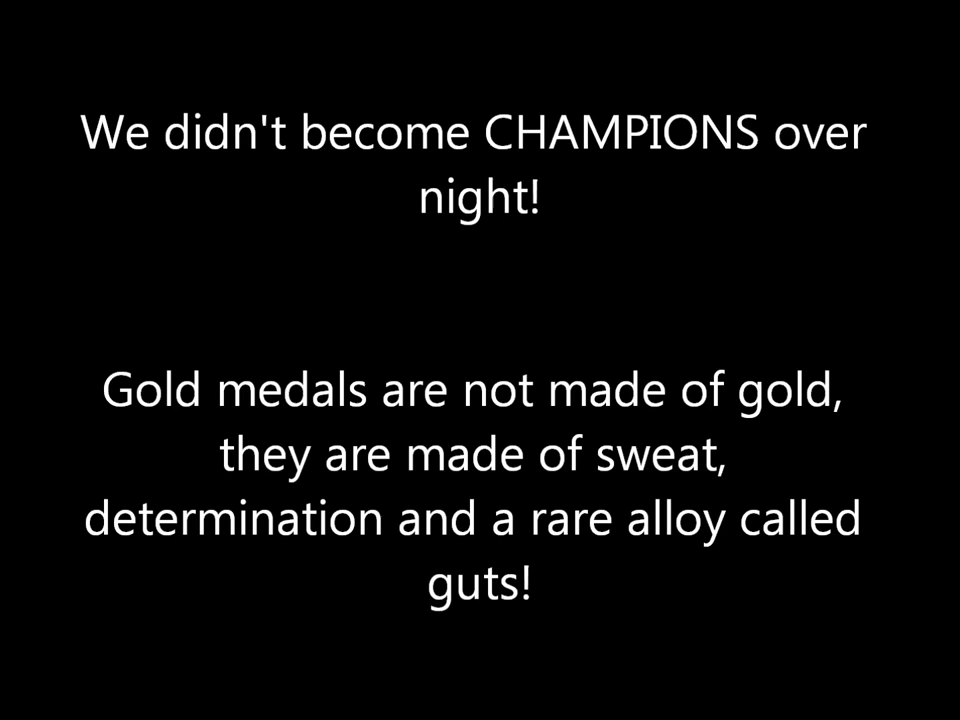 We didn't become CHAMPIONS over
night!
Gold medals are not made of gold,
they are made of sweat,
determination and a rare alloy called
guts!